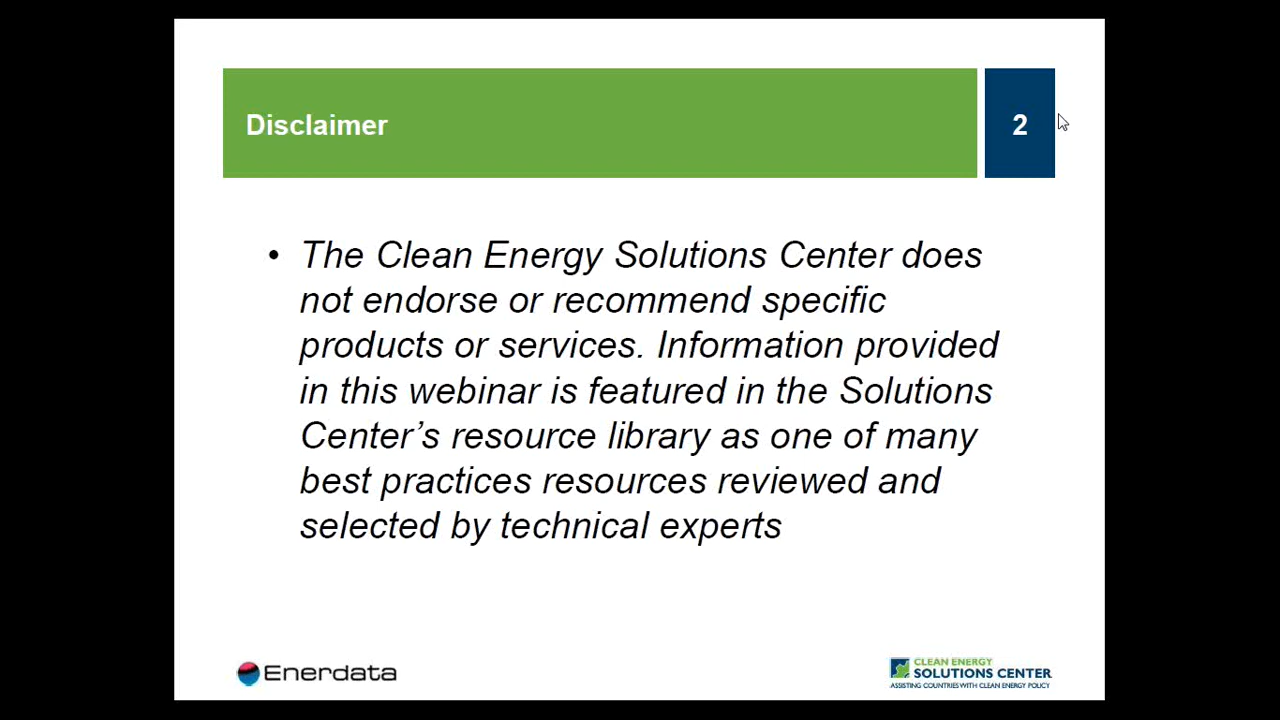 Disclaimer
2
• The Clean Energy Solutions Center does
not endorse or recommend specific
products or services. Information provided
in this webinar is featured in the Solutions
Center’s resource library as one of many
best practices resources reviewed and
selected by technical experts
Enerdata
CLEAN ENERGY
SOLUTIONS CENTER
ASSISTING COUNTRIES WITH CLEAN ENERGY POLICY